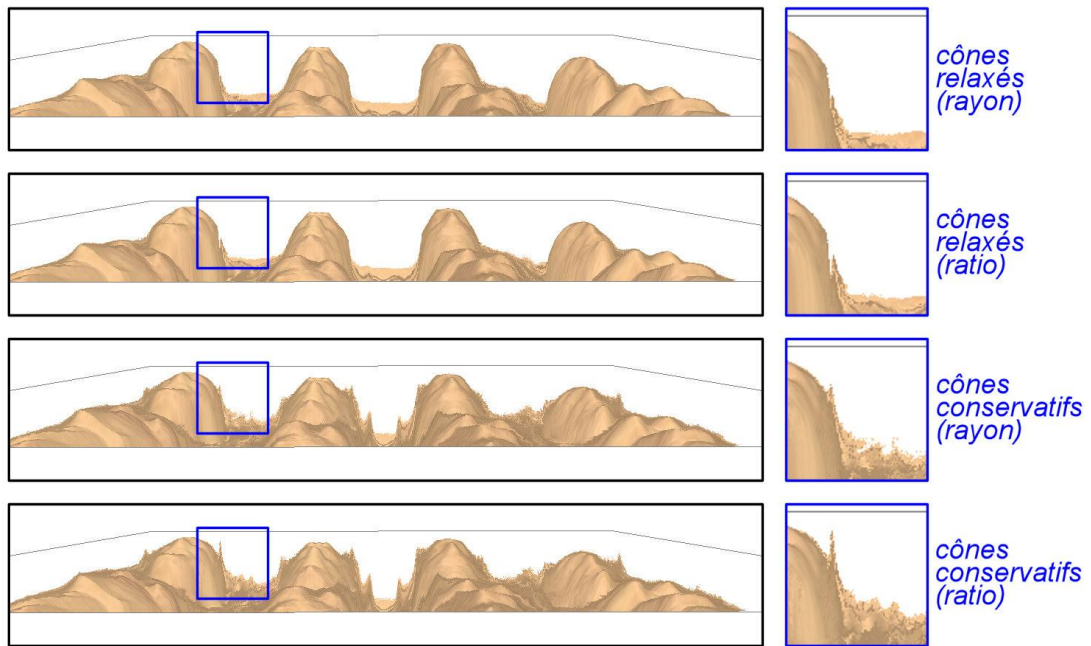 cônes
relaxés
(rayon)
cônes
relaxés
(ratio)
cônes
conservatifs
(rayon)
cônes
conservatifs
(ratio)